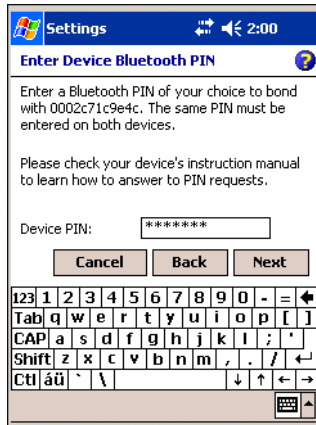 Settings 2:00
Enter Device Bluetooth PIN ?
Enter a Bluetooth PIN of your choice to bond
with 0002c71c9e4c. The same PIN must be
entered on both devices.
Please check your device's instruction manual
to learn how to answer to PIN requests.
Device PIN: *******
Cancel Back Next
123 1 2 3 4 5 6 7 8 9 0 - = ←
Tab q w e r t y u i o p [ ]
CAP a s d f g h j k l ; '
Shift z x c v b n m , . / ↵
Ctl áü ` \ ↓ ↑ ← →